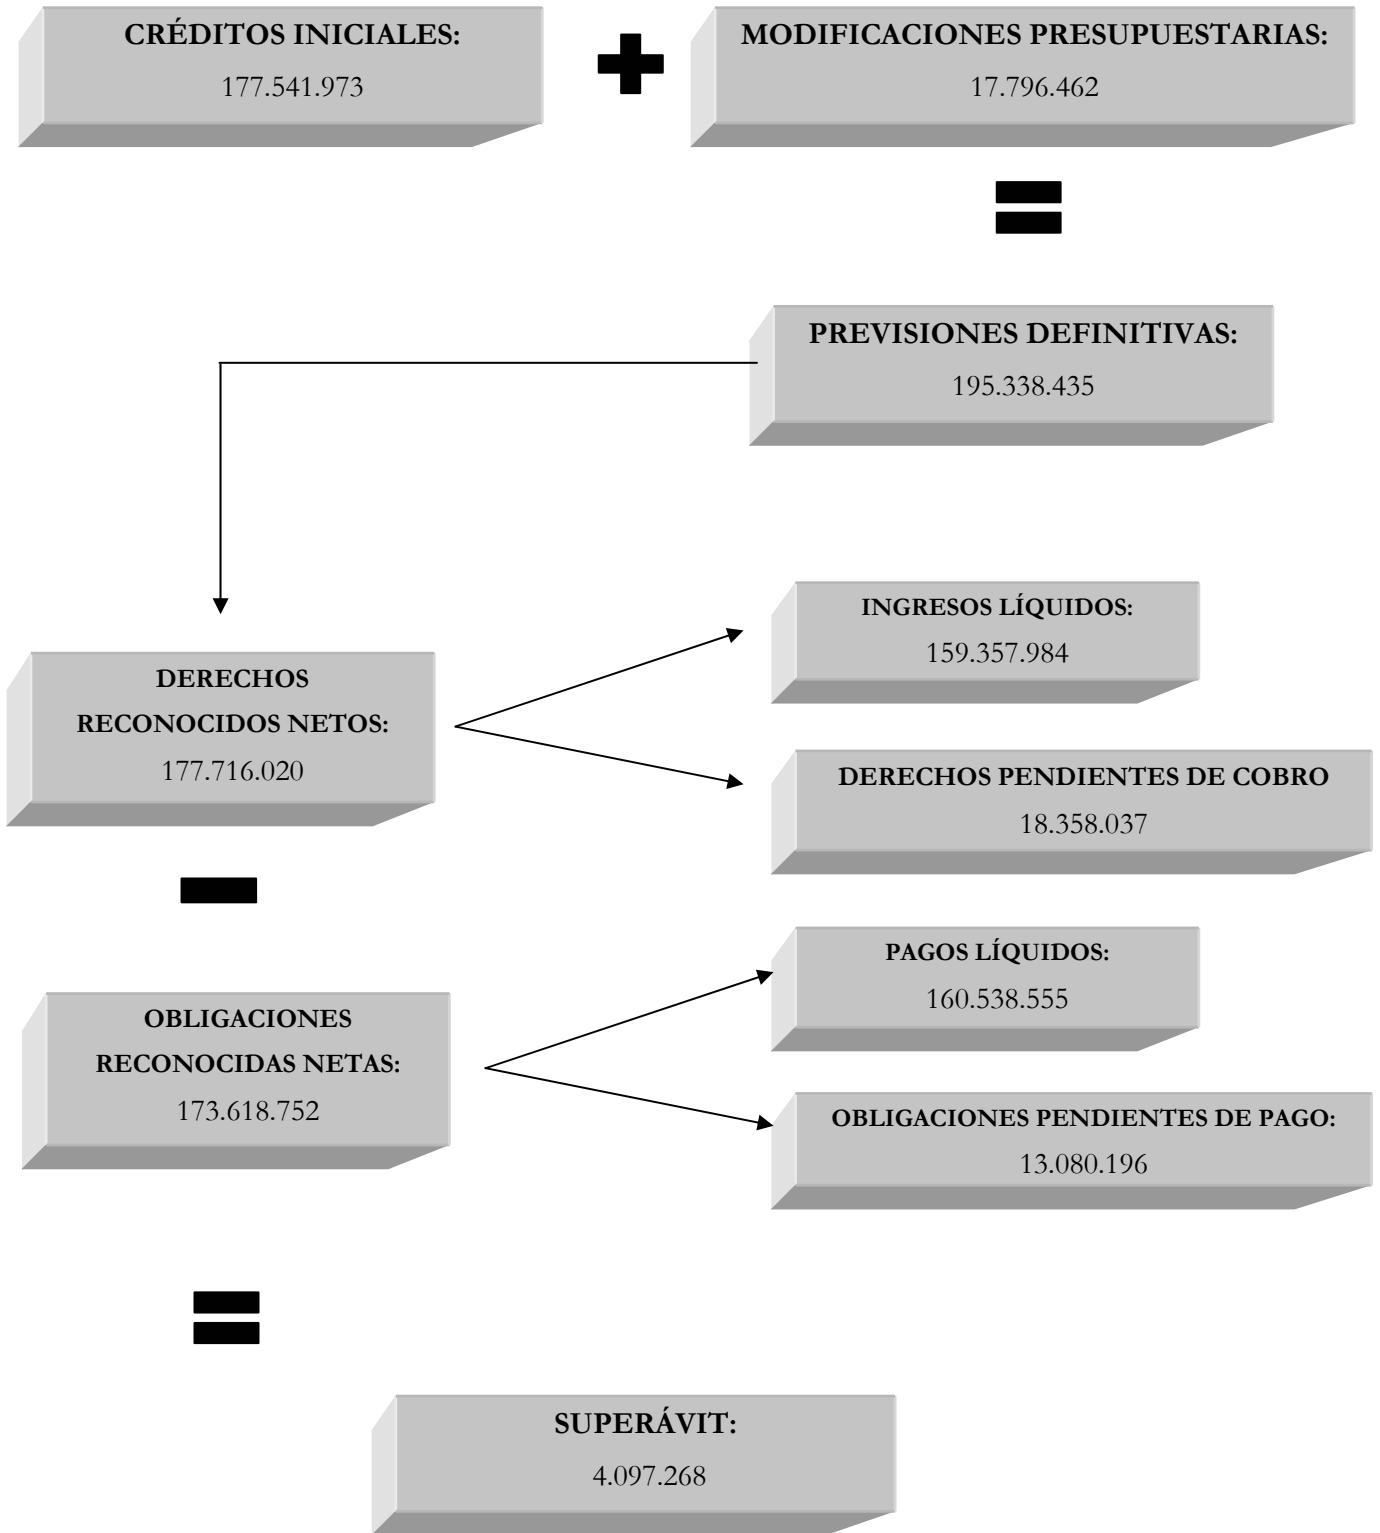 CRÉDITOS INICIALES:
177.541.973
MODIFICACIONES PRESUPUESTARIAS:
17.796.462
PREVISIONES DEFINITIVAS:
195.338.435
DERECHOS
RECONOCIDOS NETOS:
177.716.020
INGRESOS LÍQUIDOS:
159.357.984
DERECHOS PENDIENTES DE COBRO
18.358.037
OBLIGACIONES
RECONOCIDAS NETAS:
173.618.752
PAGOS LÍQUIDOS:
160.538.555
OBLIGACIONES PENDIENTES DE PAGO:
13.080.196
SUPERÁVIT:
4.097.268